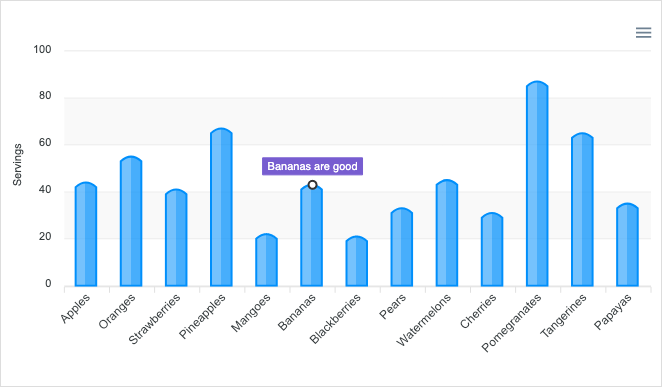 100
80
60
40
20
0
Servings
Bananas are good
Apples
Oranges
Strawberries
Pineapples
Mangoes
Bananas
Blackberries
Pears
Watermelons
Cherries
Pomegranates
Tangerines
Papayas